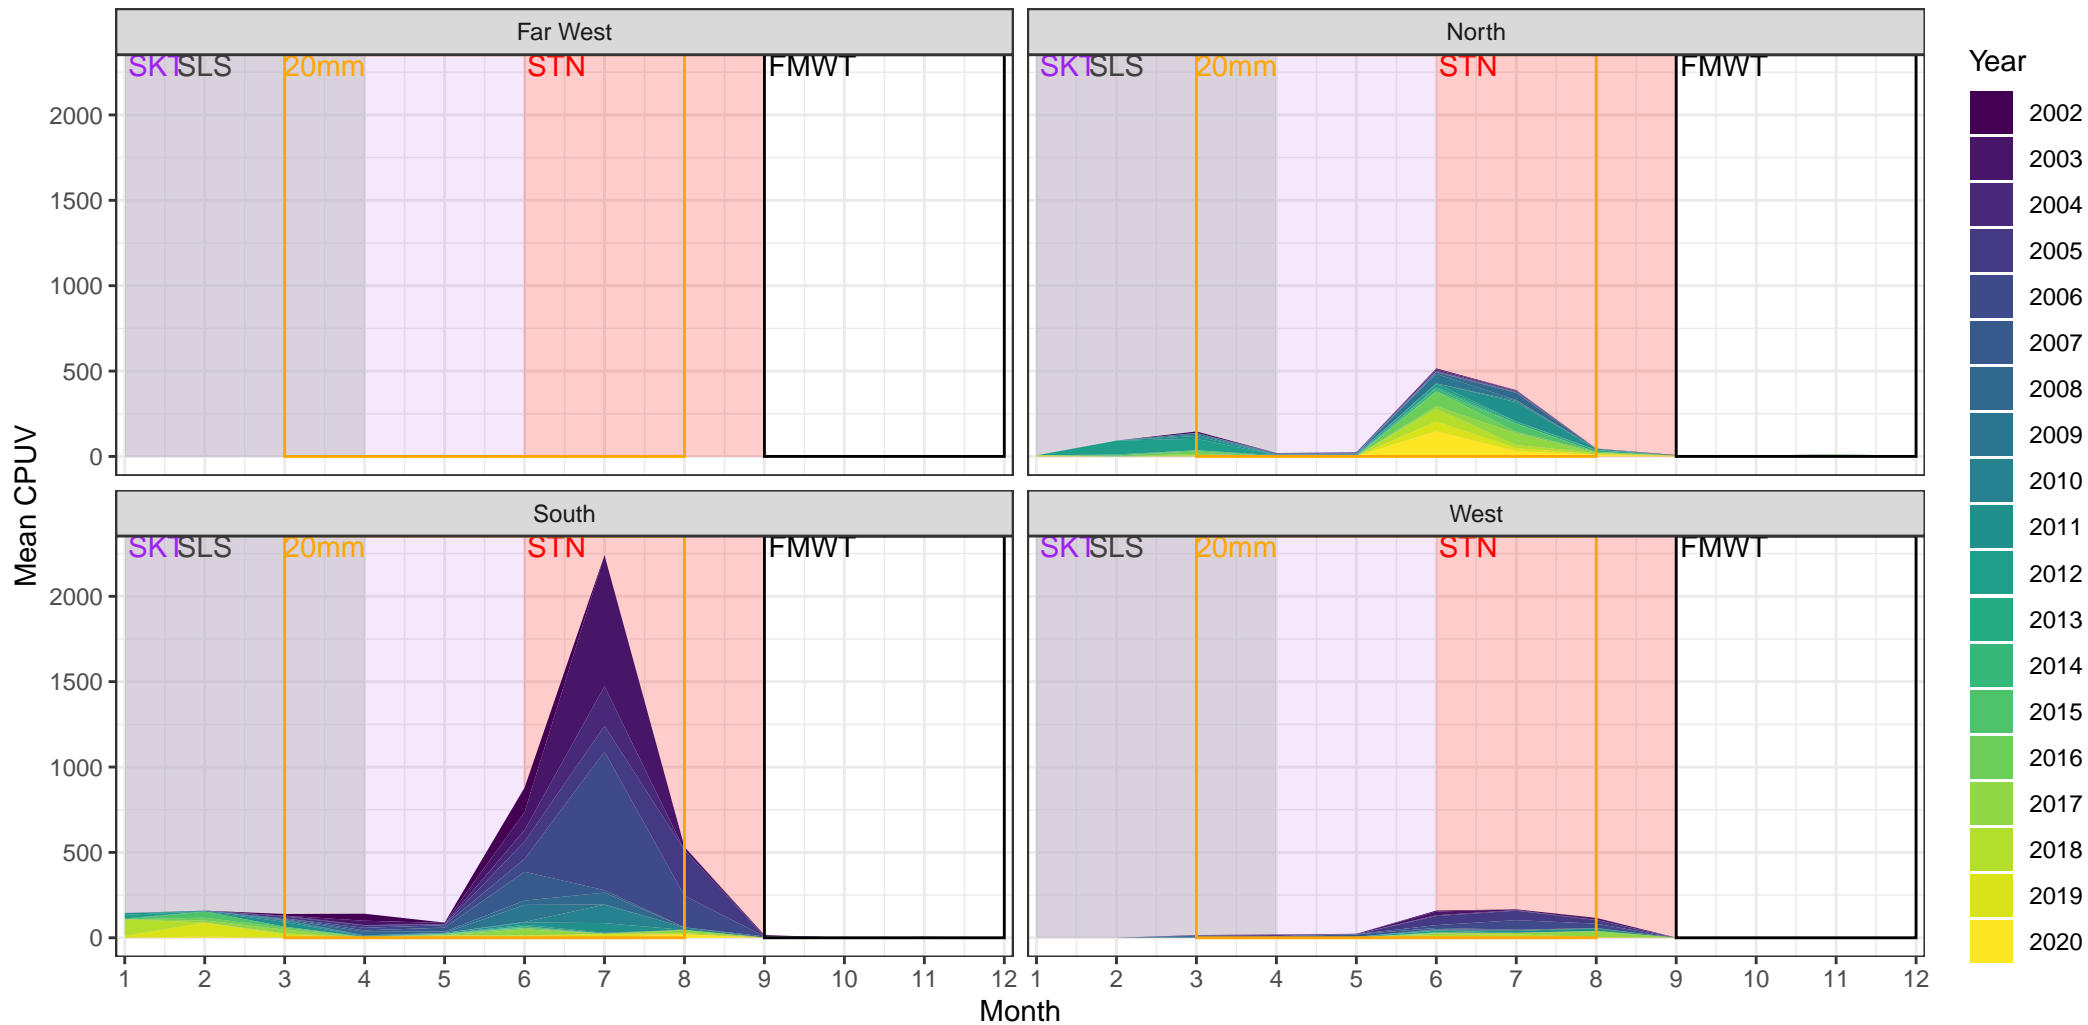 Far West
North
SKT SLS 20mm STN FMWT
SKT SLS 20mm STN FMWT
2000
1500
1000
500
0
South
West
SKT SLS 20mm STN FMWT
SKT SLS 20mm STN FMWT
2000
1500
1000
500
0
1 2 3 4 5 6 7 8 9 10 11 12
1 2 3 4 5 6 7 8 9 10 11 12
Month
Mean CPUV
Year
2002
2003
2004
2005
2006
2007
2008
2009
2010
2011
2012
2013
2014
2015
2016
2017
2018
2019
2020